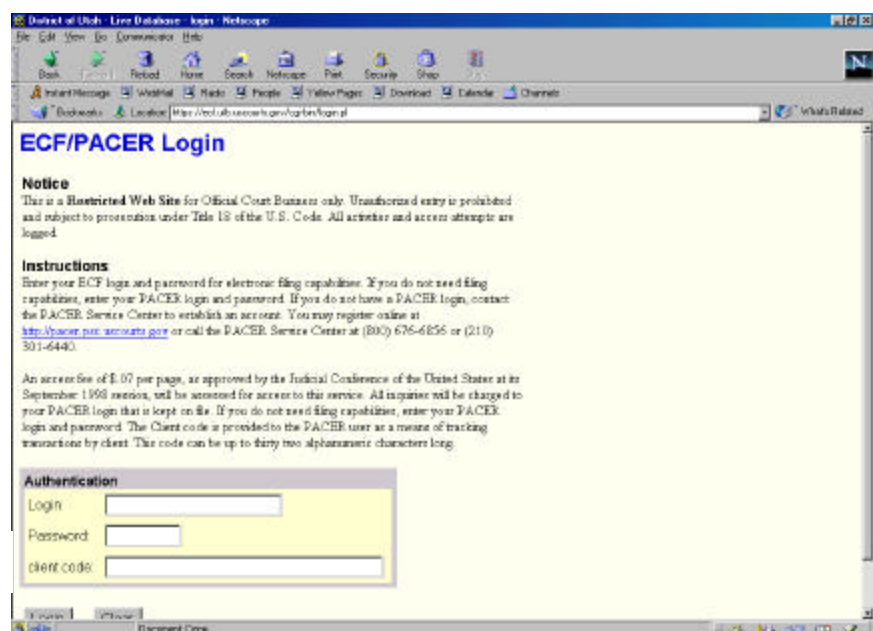 District of Utah - Live Database - login - Netscape
File Edit View Go Communicator Help
Back Reload Home Search Netscape Print Security Shop
Instant Message WebMail Radio People Yellow Pages Download Calendar Channels
Bookmarks Location: What's Related
N
ECF/PACER Login
Notice
This is a Restricted Web Site for Official Court Business only. Unauthorized entry is prohibited
and subject to prosecution under Title 18 of the U.S. Code. All activities and access attempts are
logged.
Instructions
Enter your ECF login and password for electronic filing capabilities. If you do not need filing
capabilities, enter your PACER login and password. If you do not have a PACER login, contact
the PACER Service Center to establish an account. You may register online at
http://pacer.psc.uscourts.gov or call the PACER Service Center at (800) 676-6856 or (210)
301-6440.
An access fee of $.07 per page, as approved by the Judicial Conference of the United States at its
September 1998 session, will be assessed for access to this service. All inquiries will be charged to
your PACER login that is kept on file. If you do not need filing capabilities, enter your PACER
login and password. The Client code is provided to the PACER user as a means of tracking
transactions by client. This code can be up to thirty two alphanumeric characters long.
Authentication
Login:
Password:
client code:
Login Clear
Document: Done